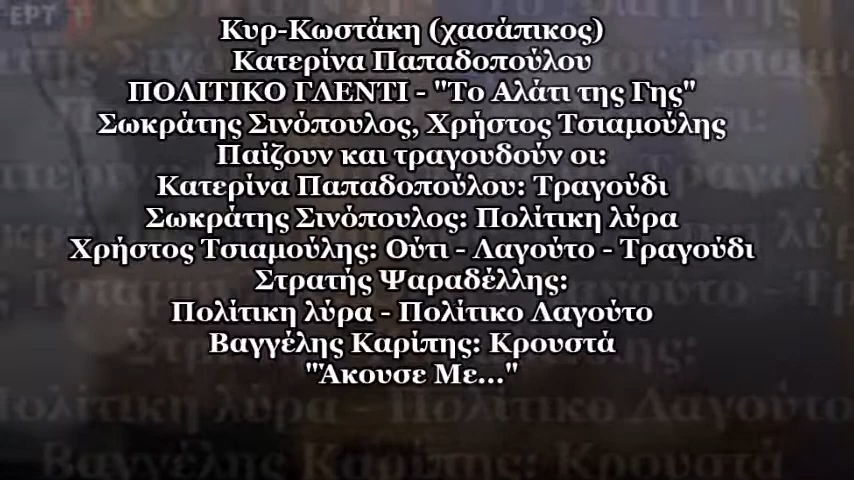 ΕΡΤ
Κυρ-Κωστάκη (χασάπικος)
Κατερίνα Παπαδοπούλου
ΠΟΛΙΤΙΚΟ ΓΛΕΝΤΙ - "Το Αλάτι της Γης"
Σωκράτης Σινόπουλος, Χρήστος Τσιαμούλης
Παίζουν και τραγουδούν οι:
Κατερίνα Παπαδοπούλου: Τραγούδι
Σωκράτης Σινόπουλος: Πολίτικη λύρα
Χρήστος Τσιαμούλης: Ούτι - Λαγούτο - Τραγούδι
Στρατής Ψαραδέλλης:
Πολίτικη λύρα - Πολίτικο Λαγούτο
Βαγγέλης Καρίπης: Κρουστά
"Άκουσε Με..."